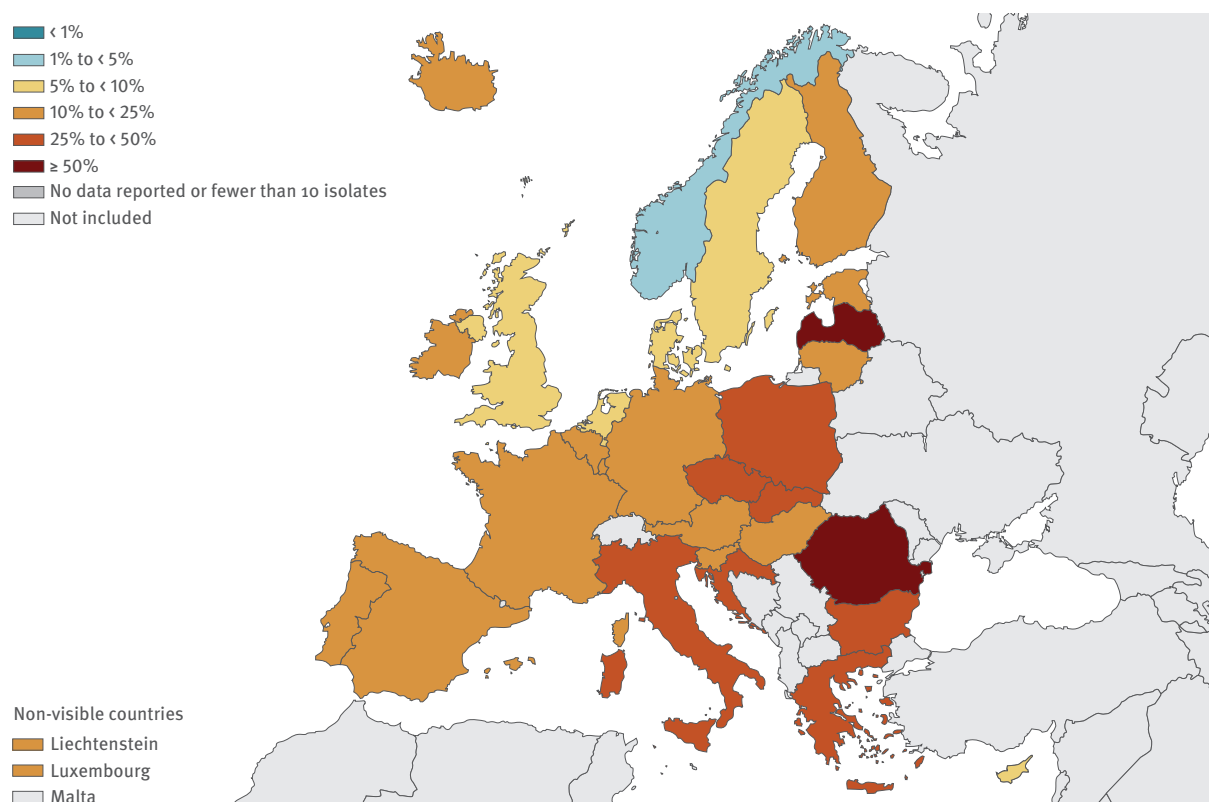 < 1%
1% to < 5%
5% to < 10%
10% to < 25%
25% to < 50%
≥ 50%
No data reported or fewer than 10 isolates
Not included
Non-visible countries
Liechtenstein
Luxembourg
Malta